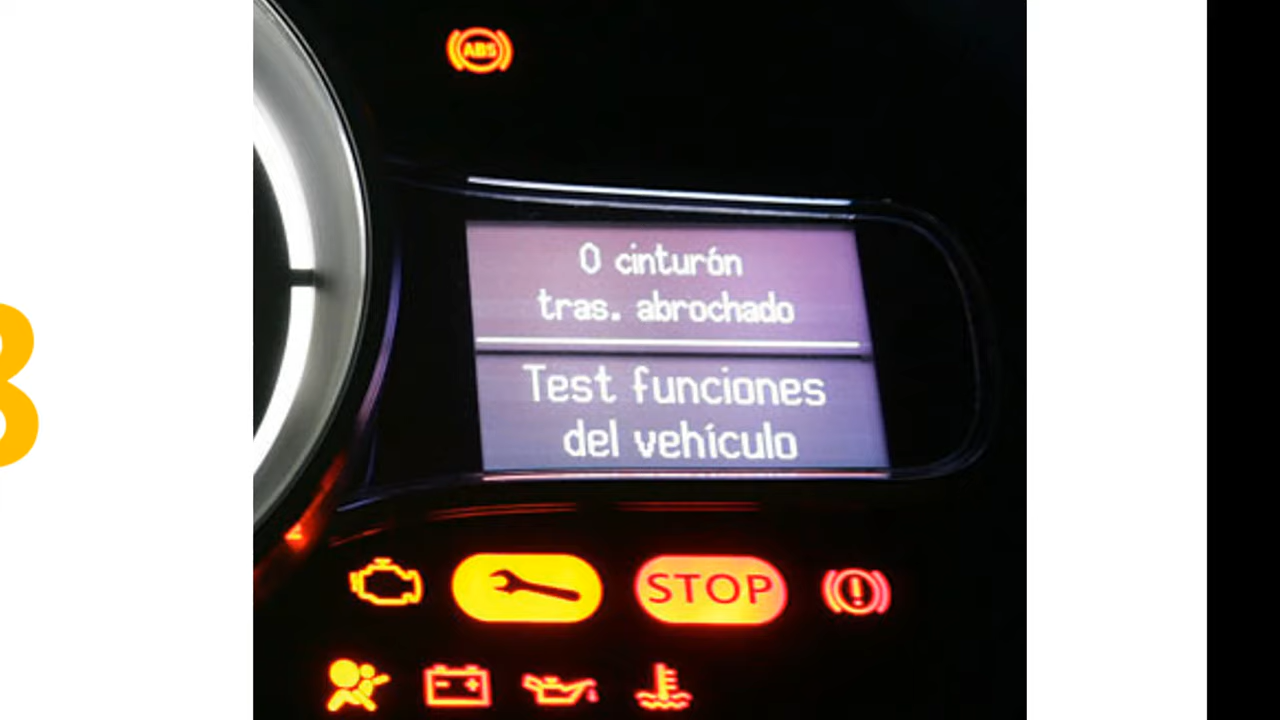 ABS
0 cinturón
tras. abrochado
Test funciones
del vehículo
STOP